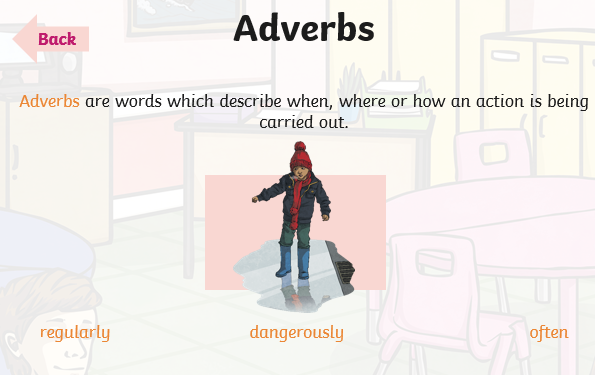 Adverbs
Back
Adverbs are words which describe when, where or how an action is being
carried out.
regularly dangerously often